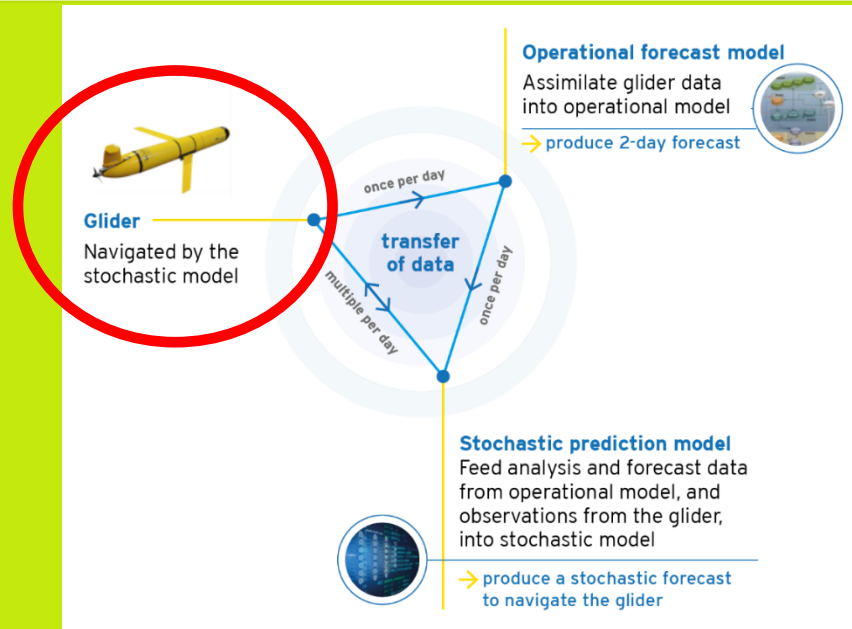 Operational forecast model
Assimilate glider data
into operational model
→ produce 2-day forecast
once per day
Glider
Navigated by the
stochastic model
transfer
of data
once per day
multiple per day
Stochastic prediction model
Feed analysis and forecast data
from operational model, and
observations from the glider,
into stochastic model
→ produce a stochastic forecast
to navigate the glider